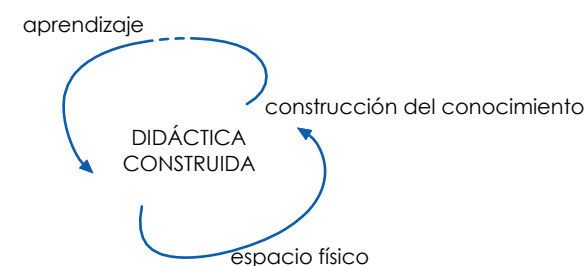 aprendizaje
construcción del conocimiento
DIDÁCTICA
CONSTRUIDA
espacio físico